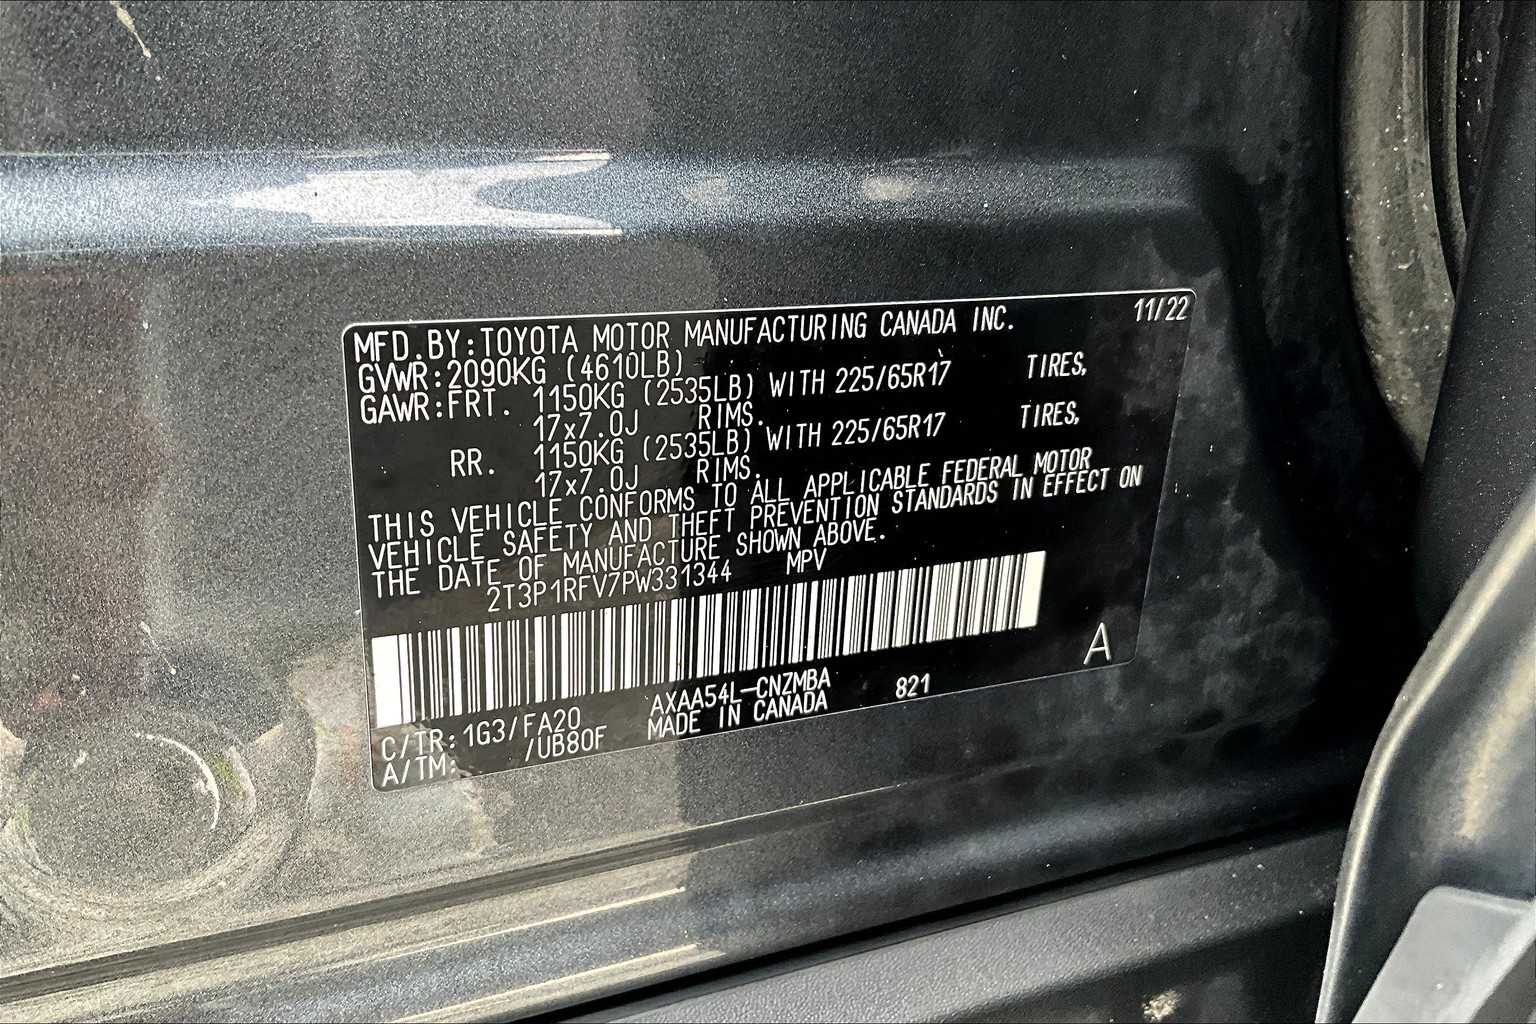 11/22
MFD.BY:TOYOTA MOTOR MANUFACTURING CANADA INC.
GVWR:2090KG (4610LB)
GAWR:FRT. 1150KG (2535LB) WITH 225/65R17 TIRES,
17x7.0J RIMS.
RR. 1150KG (2535LB) WITH 225/65R17 TIRES,
17x7.0J RIMS.
THIS VEHICLE CONFORMS TO ALL APPLICABLE FEDERAL MOTOR
VEHICLE SAFETY AND THEFT PREVENTION STANDARDS IN EFFECT ON
THE DATE OF MANUFACTURE SHOWN ABOVE.
2T3P1RFV7PW331344 MPV
A
C/TR:1G3/FA20 AXAA54L-CNZMBA 821
A/TM: /UB80F MADE IN CANADA